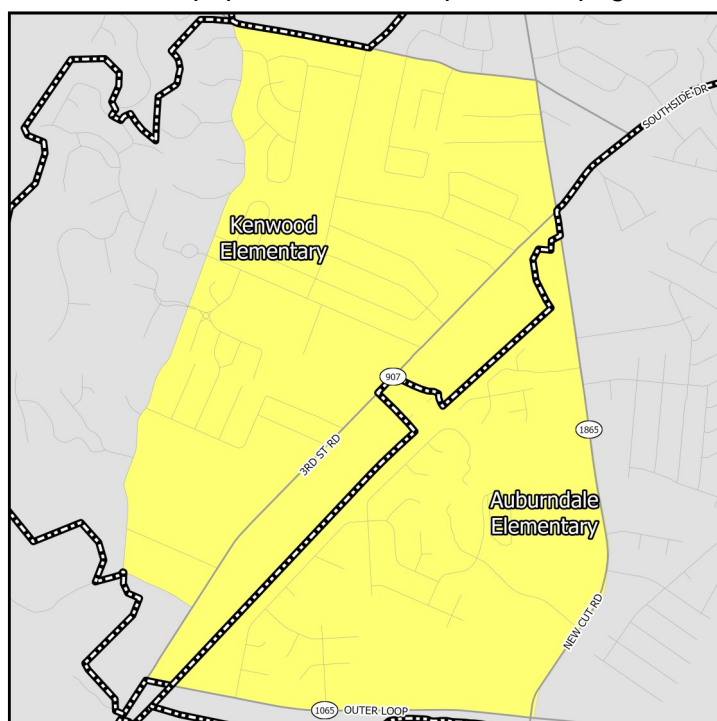 SOUTHSIDE DR
Kenwood
Elementary
907
3RD ST RD
1865
Auburndale
Elementary
NEW CUT RD
1065
OUTER LOOP